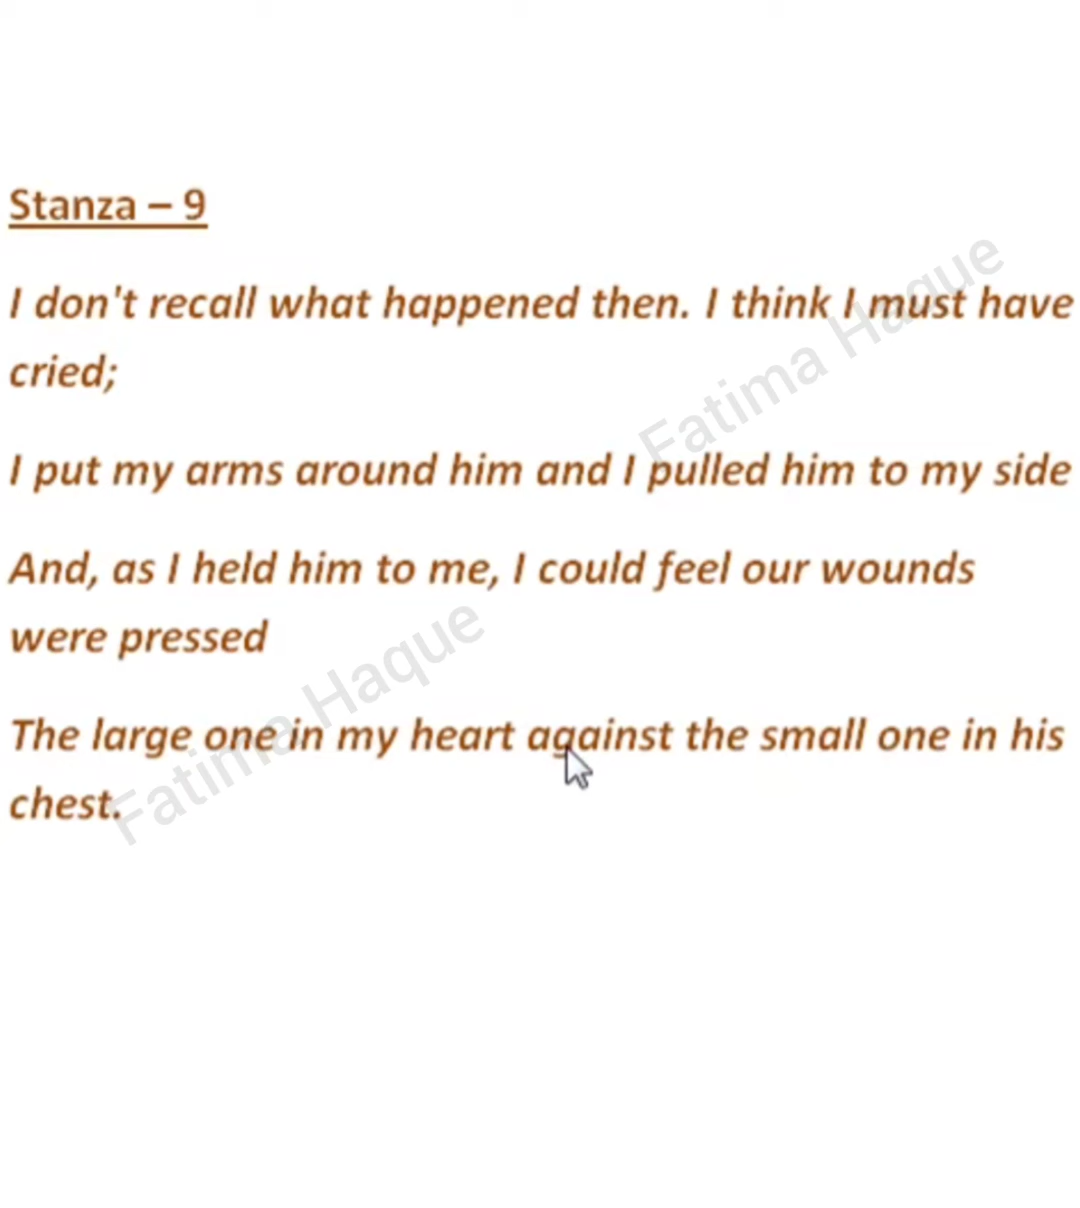 Stanza – 9
I don't recall what happened then. I think I must have
cried;
I put my arms around him and I pulled him to my side
And, as I held him to me, I could feel our wounds
were pressed
The large one in my heart against the small one in his
chest.
Fatima Haque
Fatima Haque